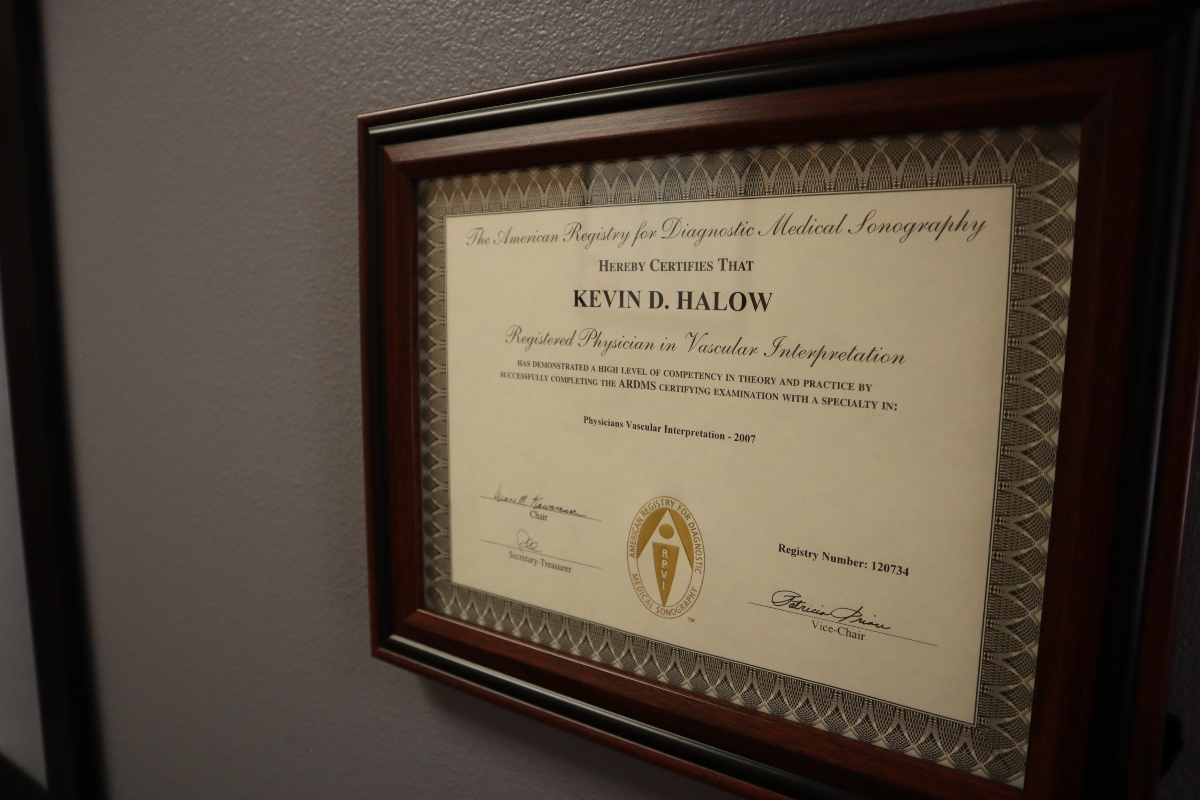 The American Registry for Diagnostic Medical Sonography
HEREBY CERTIFIES THAT
KEVIN D. HALOW
Registered Physician in Vascular Interpretation
HAS DEMONSTRATED A HIGH LEVEL OF COMPETENCY IN THEORY AND PRACTICE BY
SUCCESSFULLY COMPLETING THE ARDMS CERTIFYING EXAMINATION WITH A SPECIALTY IN:
Physicians Vascular Interpretation - 2007
Chair
Secretary-Treasurer
AMERICAN REGISTRY FOR DIAGNOSTIC
MEDICAL SONOGRAPHY
RPVI
TM
Registry Number: 120734
Patricia
Vice-Chair